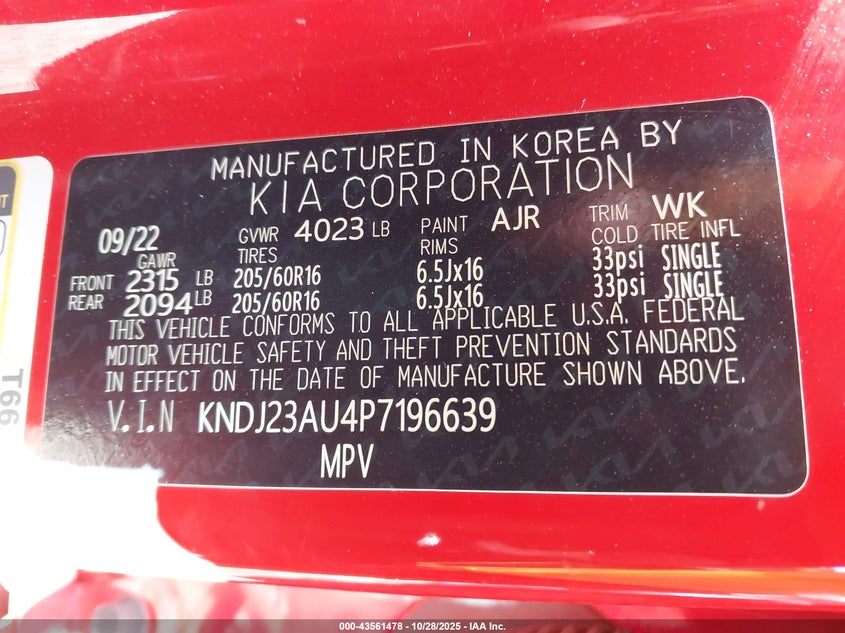 MANUFACTURED IN KOREA BY
KIA CORPORATION
09/22 GVWR 4023 LB PAINT AJR TRIM WK
GAWR TIRES RIMS COLD TIRE INFL
FRONT 2315 LB 205/60R16 6.5Jx16 33psi SINGLE
REAR 2094 LB 205/60R16 6.5Jx16 33psi SINGLE
THIS VEHICLE CONFORMS TO ALL APPLICABLE U.S.A. FEDERAL
MOTOR VEHICLE SAFETY AND THEFT PREVENTION STANDARDS
IN EFFECT ON THE DATE OF MANUFACTURE SHOWN ABOVE.
V.I.N KNDJ23AU4P7196639
MPV
T66
000-43561478 - 10/28/2025 - IAA Inc.